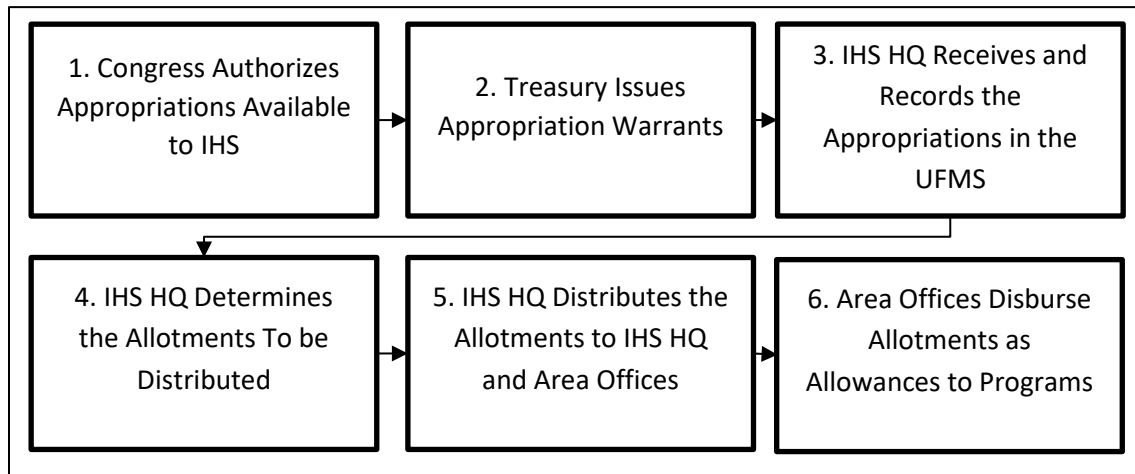 1. Congress Authorizes
Appropriations Available
to IHS
2. Treasury Issues
Appropriation Warrants
3. IHS HQ Receives and
Records the
Appropriations in the
UFMS
4. IHS HQ Determines
the Allotments To be
Distributed
5. IHS HQ Distributes the
Allotments to IHS HQ
and Area Offices
6. Area Offices Disburse
Allotments as
Allowances to Programs